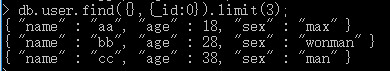 > db.user.find({},{_id:0}).limit(3);
{ "name" : "aa", "age" : 18, "sex" : "max" }
{ "name" : "bb", "age" : 28, "sex" : "wonman" }
{ "name" : "cc", "age" : 38, "sex" : "man" }